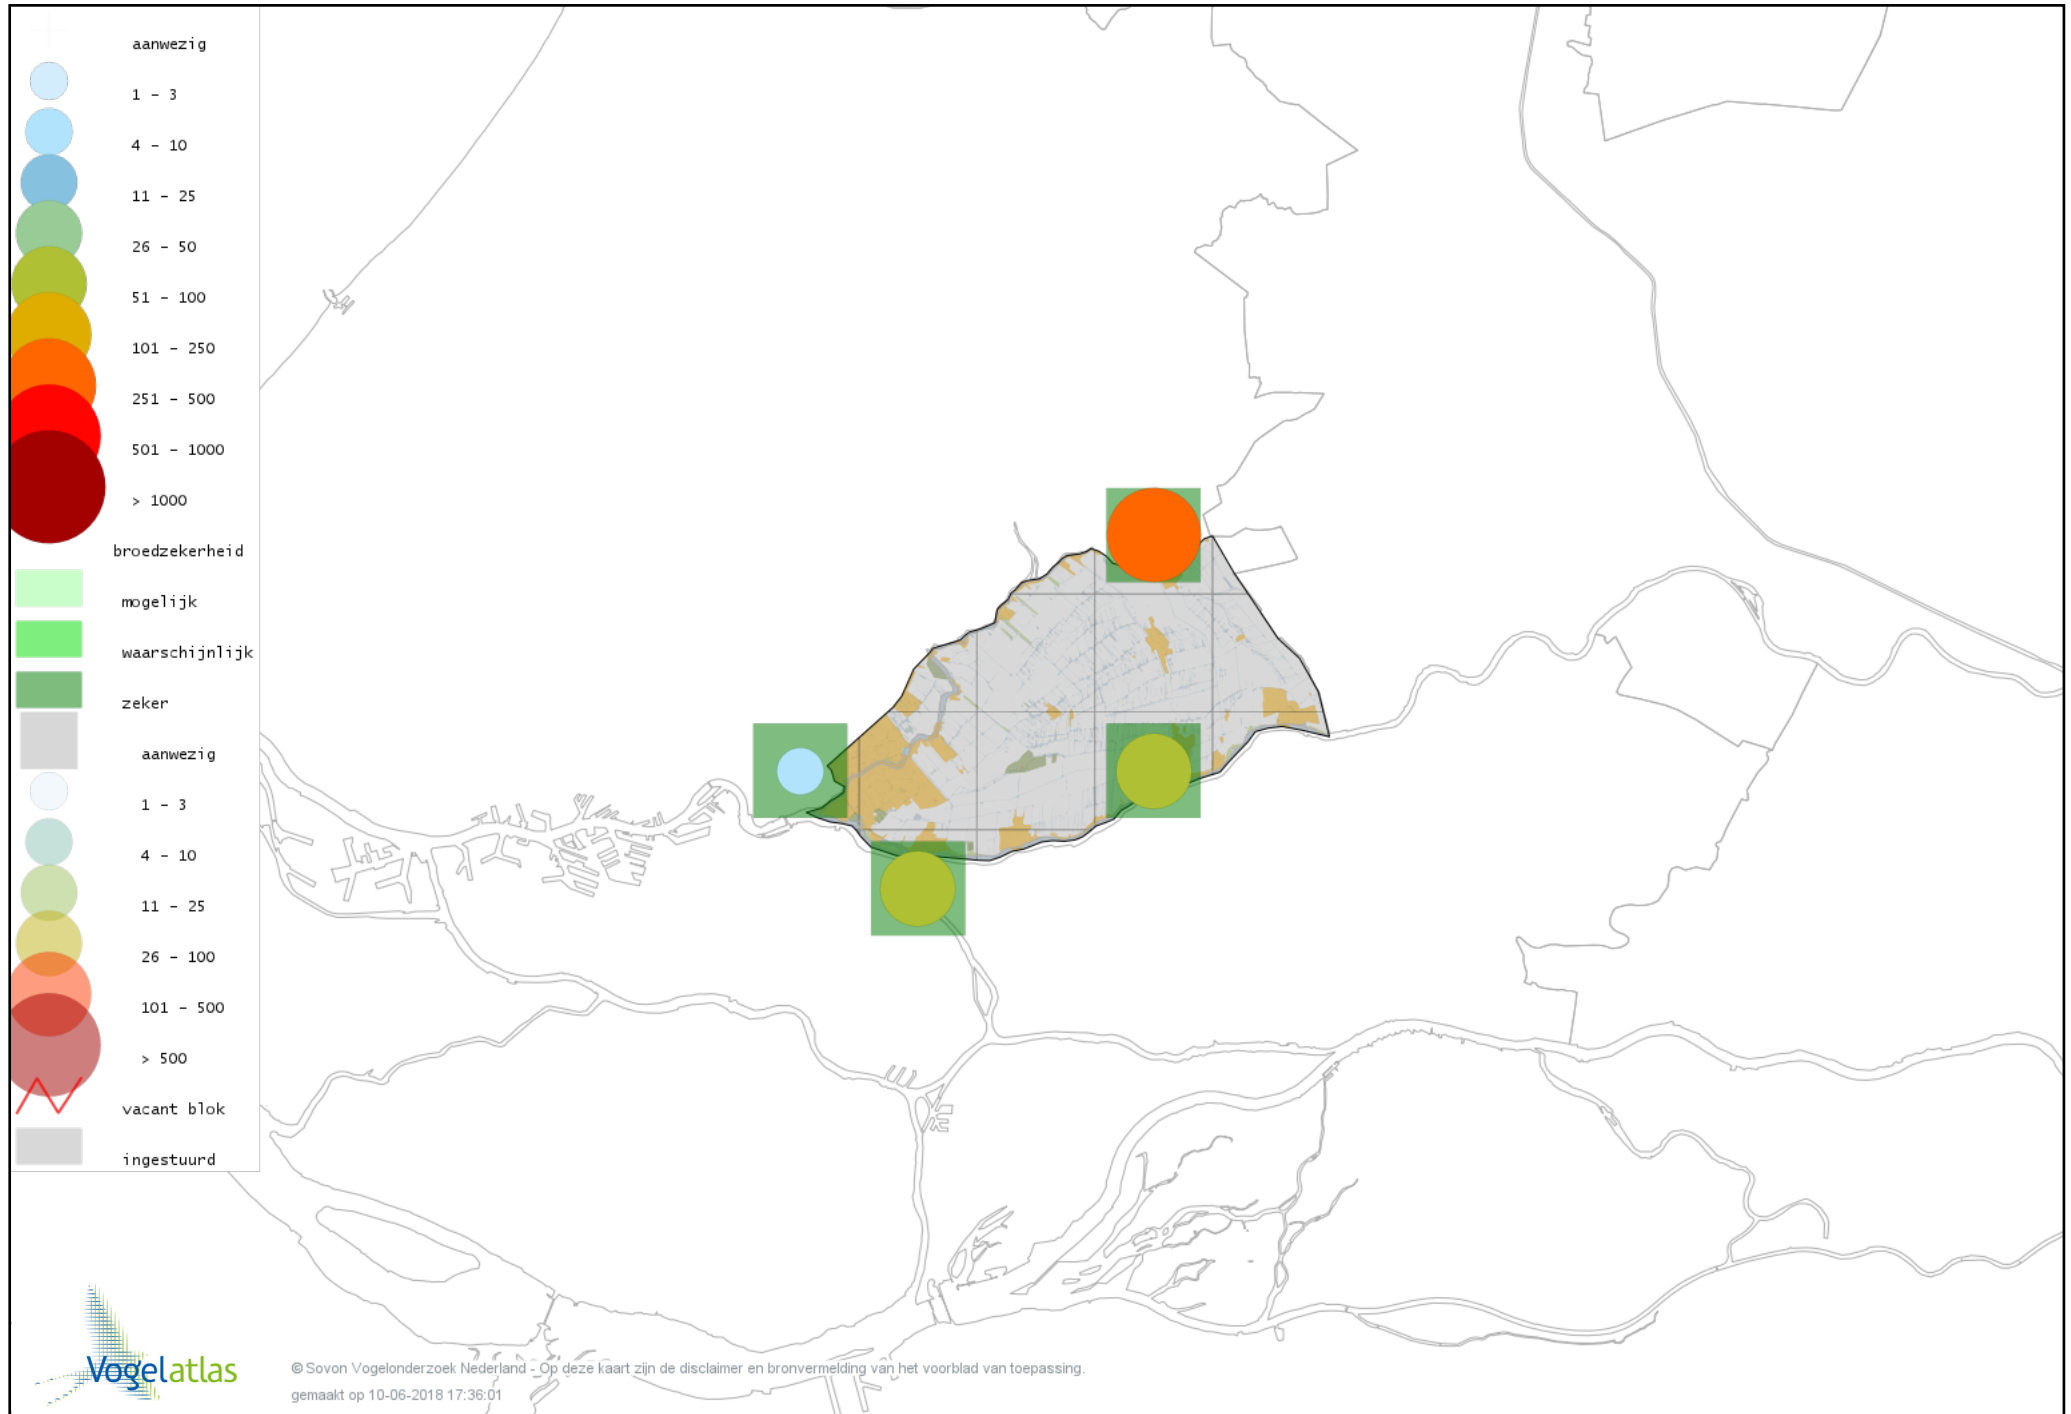 aanwezig
1 - 3
4 - 10
11 - 25
26 - 50
51 - 100
101 - 250
251 - 500
501 - 1000
> 1000
broedzekerheid
mogelijk
waarschijnlijk
zeker
aanwezig
1 - 3
4 - 10
11 - 25
26 - 100
101 - 500
> 500
vacant blok
ingestuurd
Vogelatlas
© Sovon Vogelonderzoek Nederland - Op deze kaart zijn de disclaimer en bronvermelding van het voorblad van toepassing.
gemaakt op 10-06-2018 17:36:01